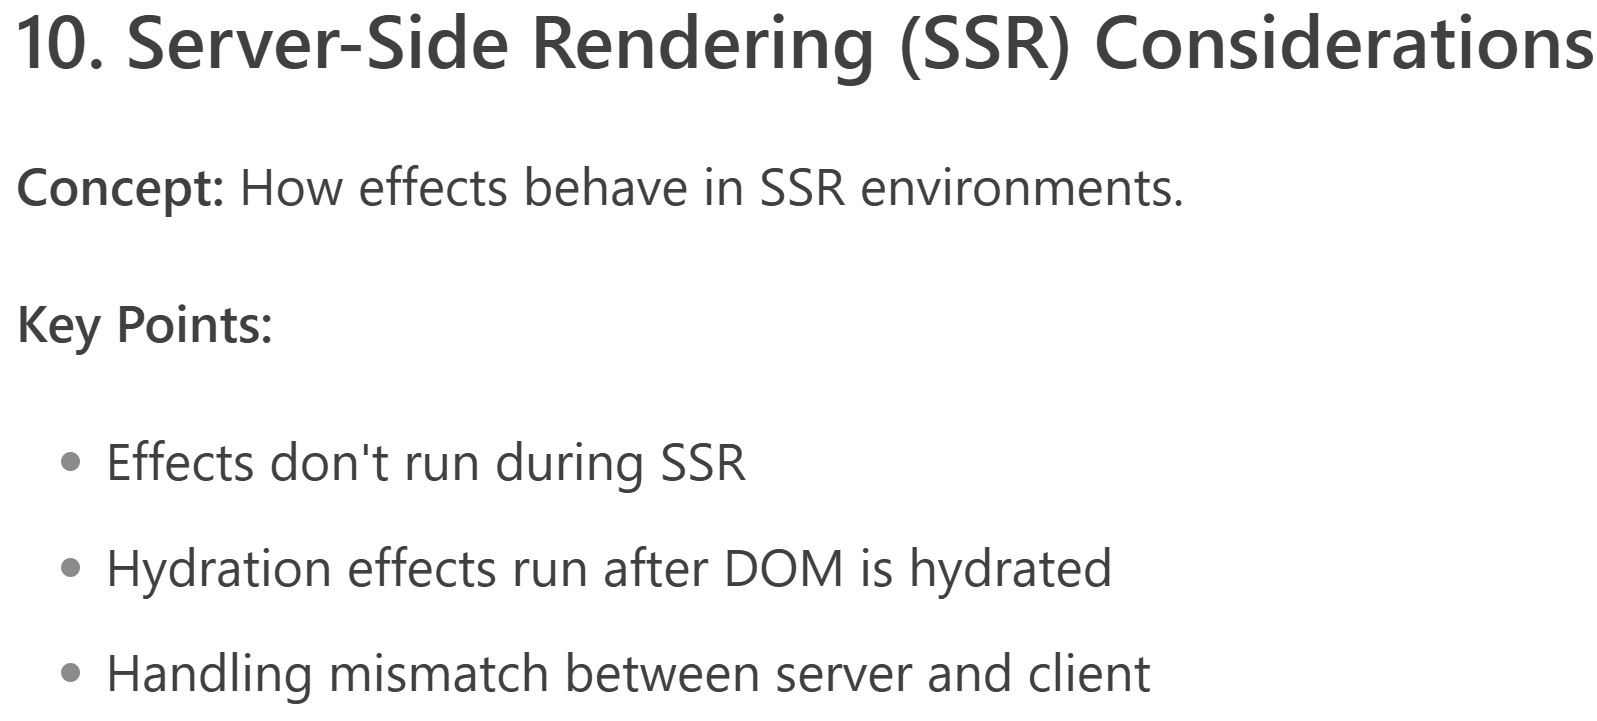 10. Server-Side Rendering (SSR) Considerations
Concept: How effects behave in SSR environments.
Key Points:
• Effects don't run during SSR
• Hydration effects run after DOM is hydrated
• Handling mismatch between server and client